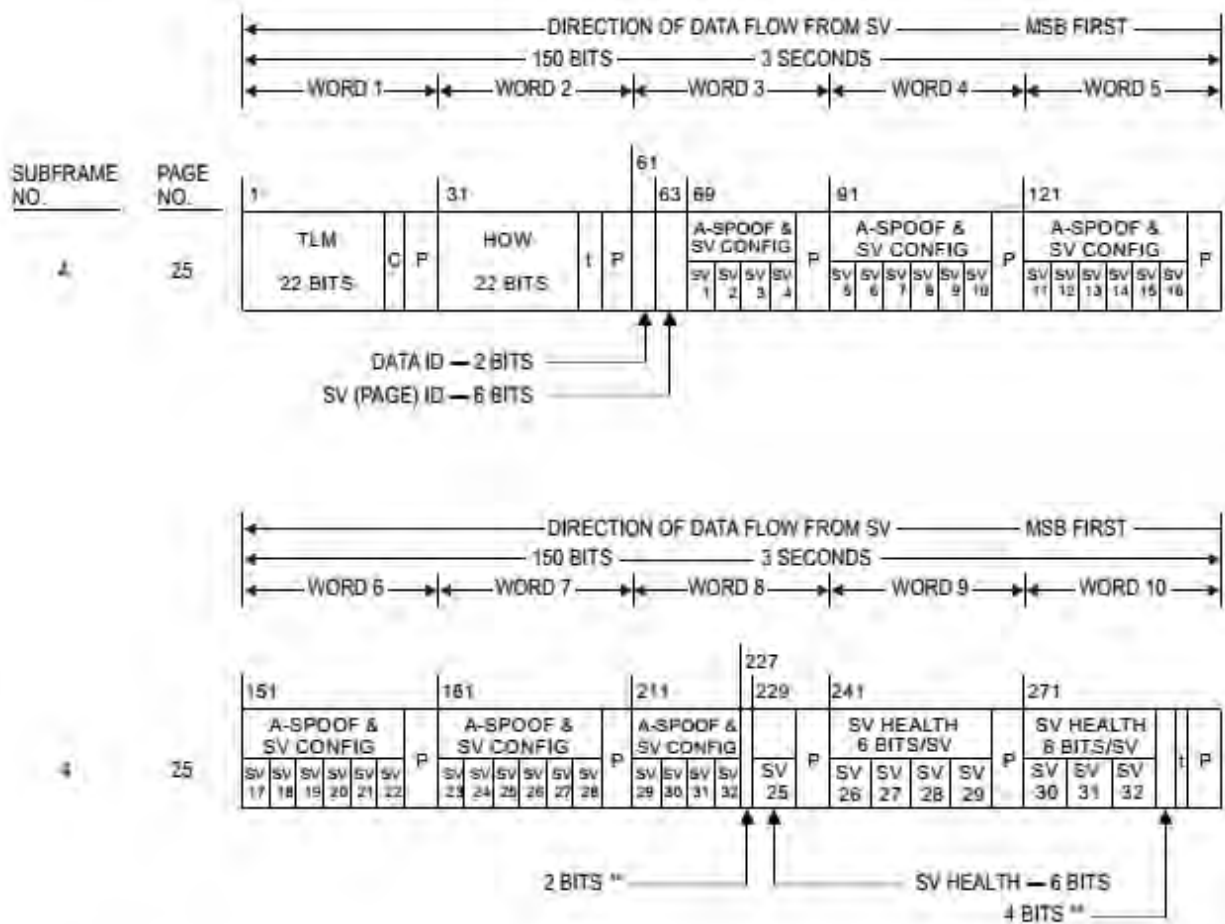 DIRECTION OF DATA FLOW FROM SV MSB FIRST
150 BITS 3 SECONDS
WORD 1 WORD 2 WORD 3 WORD 4 WORD 5
SUBFRAME NO. PAGE NO.
61
1 31 63 69 91 121
4 25
TLM 22 BITS C P
HOW 22 BITS t P
A-SPOOF & SV CONFIG P
SV 1 SV 2 SV 3 SV 4
A-SPOOF & SV CONFIG P
SV 5 SV 6 SV 7 SV 8 SV 9 SV 10
A-SPOOF & SV CONFIG P
SV 11 SV 12 SV 13 SV 14 SV 15 SV 16
DATA ID — 2 BITS
SV (PAGE) ID — 6 BITS
DIRECTION OF DATA FLOW FROM SV MSB FIRST
150 BITS 3 SECONDS
WORD 6 WORD 7 WORD 8 WORD 9 WORD 10
227
151 181 211 229 241 271
4 25
A-SPOOF & SV CONFIG P
SV 17 SV 18 SV 19 SV 20 SV 21 SV 22
A-SPOOF & SV CONFIG P
SV 23 SV 24 SV 25 SV 26 SV 27 SV 28
A-SPOOF & SV CONFIG
SV 29 SV 30 SV 31 SV 32
SV 25 P
SV HEALTH 6 BITS/SV P
SV 26 SV 27 SV 28 SV 29
SV HEALTH 6 BITS/SV t P
SV 30 SV 31 SV 32
2 BITS **
SV HEALTH — 6 BITS
4 BITS **